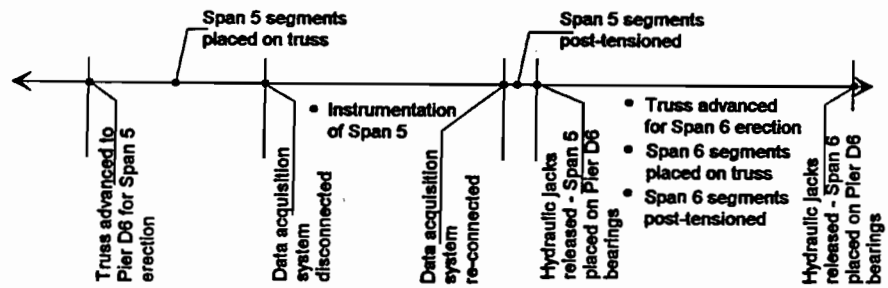 Span 5 segments
placed on truss
Span 5 segments
post-tensioned
• Instrumentation
of Span 5
• Truss advanced
for Span 6 erection
• Span 6 segments
placed on truss
• Span 6 segments
post-tensioned
Truss advanced to
Pier D6 for Span 5
erection
Data acquisition
system
disconnected
Data acquisition
system
re-connected
Hydraulic jacks
released - Span 5
placed on Pier D6
bearings
Hydraulic jacks
released - Span 6
placed on Pier D6
bearings